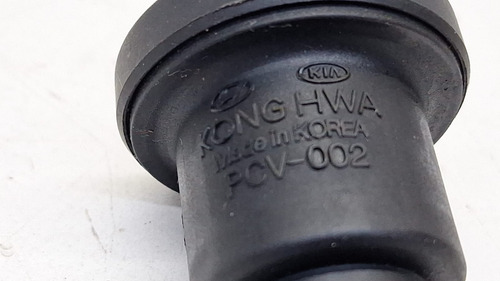 KIA
KONG HWA
Made in KOREA
PCV-002